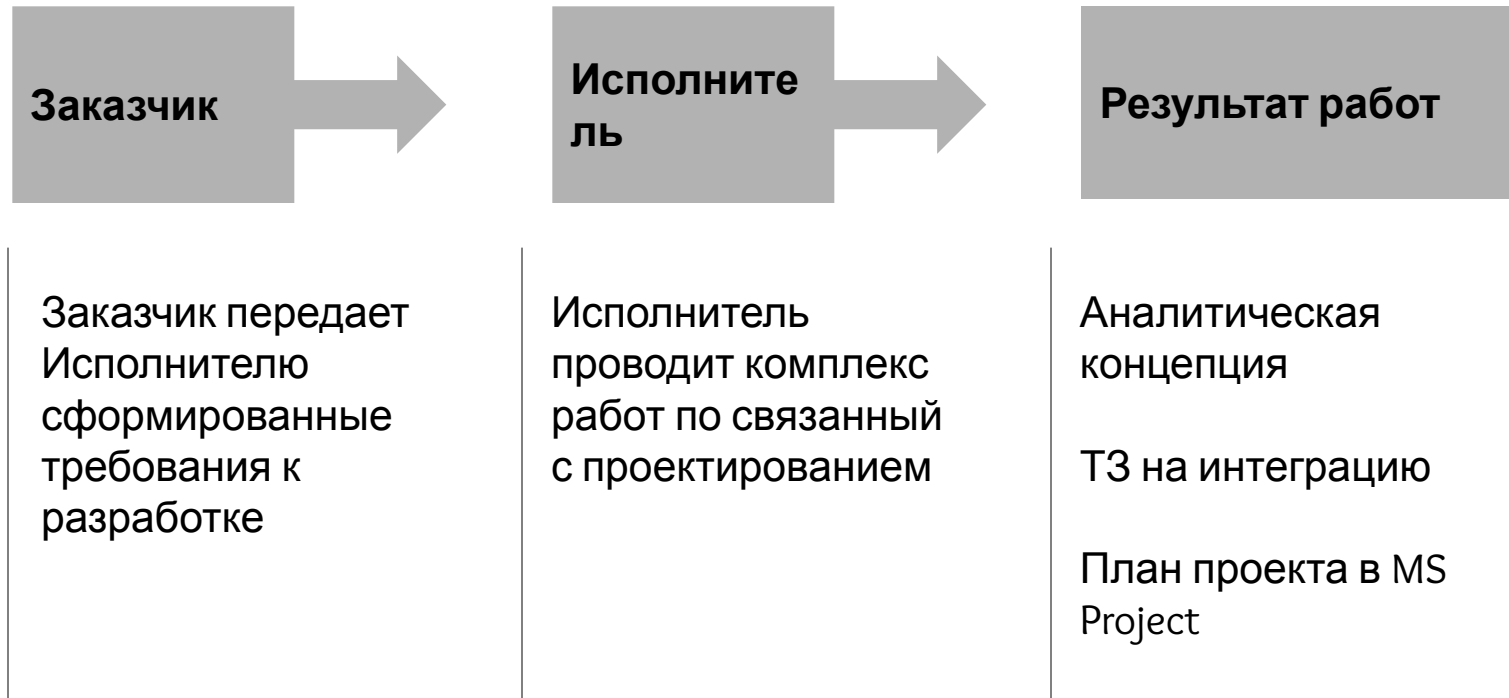 Заказчик
Исполните
ль
Результат работ
Заказчик передает
Исполнителю
сформированные
требования к
разработке
Исполнитель
проводит комплекс
работ по связанный
с проектированием
Аналитическая
концепция
ТЗ на интеграцию
План проекта в MS
Project